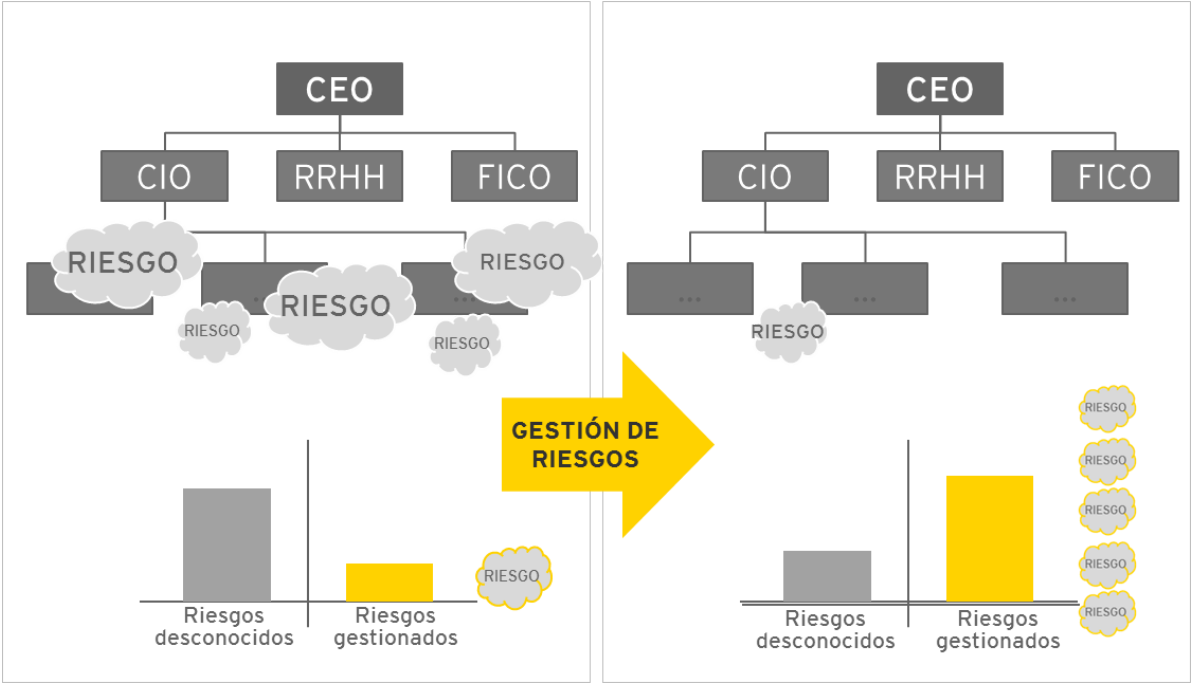 CEO
CIO
RRHH
FICO
RIESGO
RIESGO
RIESGO
...
...
RIESGO
RIESGO
Riesgos
desconocidos
Riesgos
gestionados
RIESGO
GESTIÓN DE
RIESGOS
CEO
CIO
RRHH
FICO
...
...
...
RIESGO
Riesgos
desconocidos
Riesgos
gestionados
RIESGO
RIESGO
RIESGO
RIESGO
RIESGO